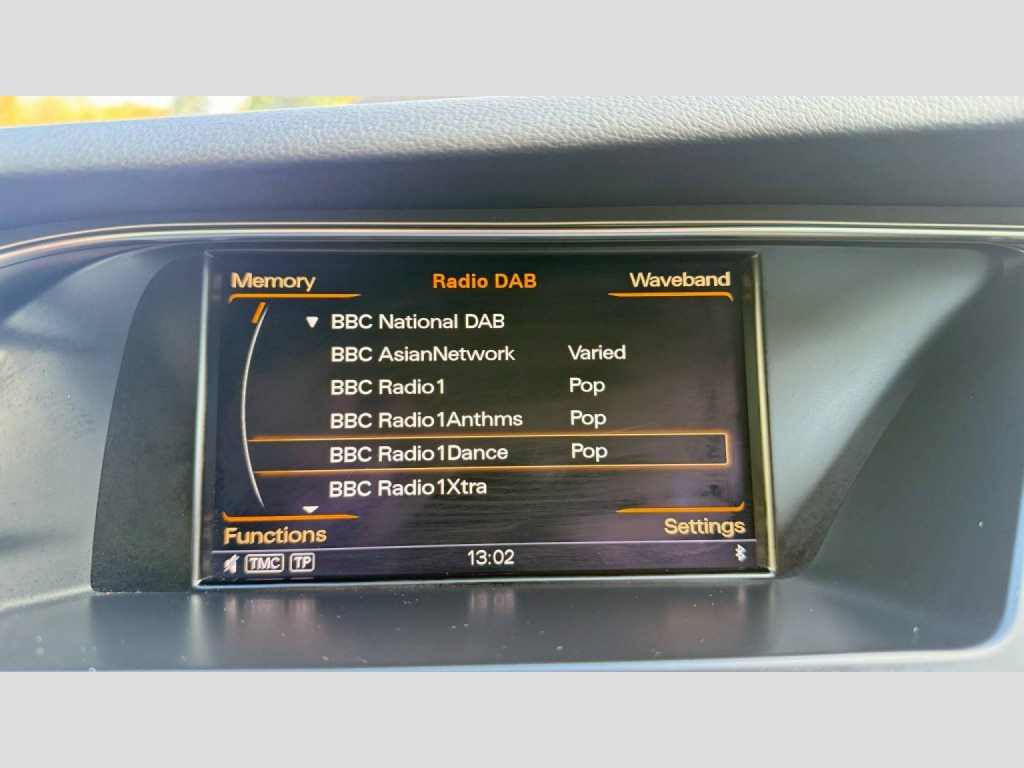 Memory Radio DAB Waveband
BBC National DAB
BBC AsianNetwork Varied
BBC Radio1 Pop
BBC Radio1Anthms Pop
BBC Radio1Dance Pop
BBC Radio1Xtra
Functions Settings
TMC TP 13:02